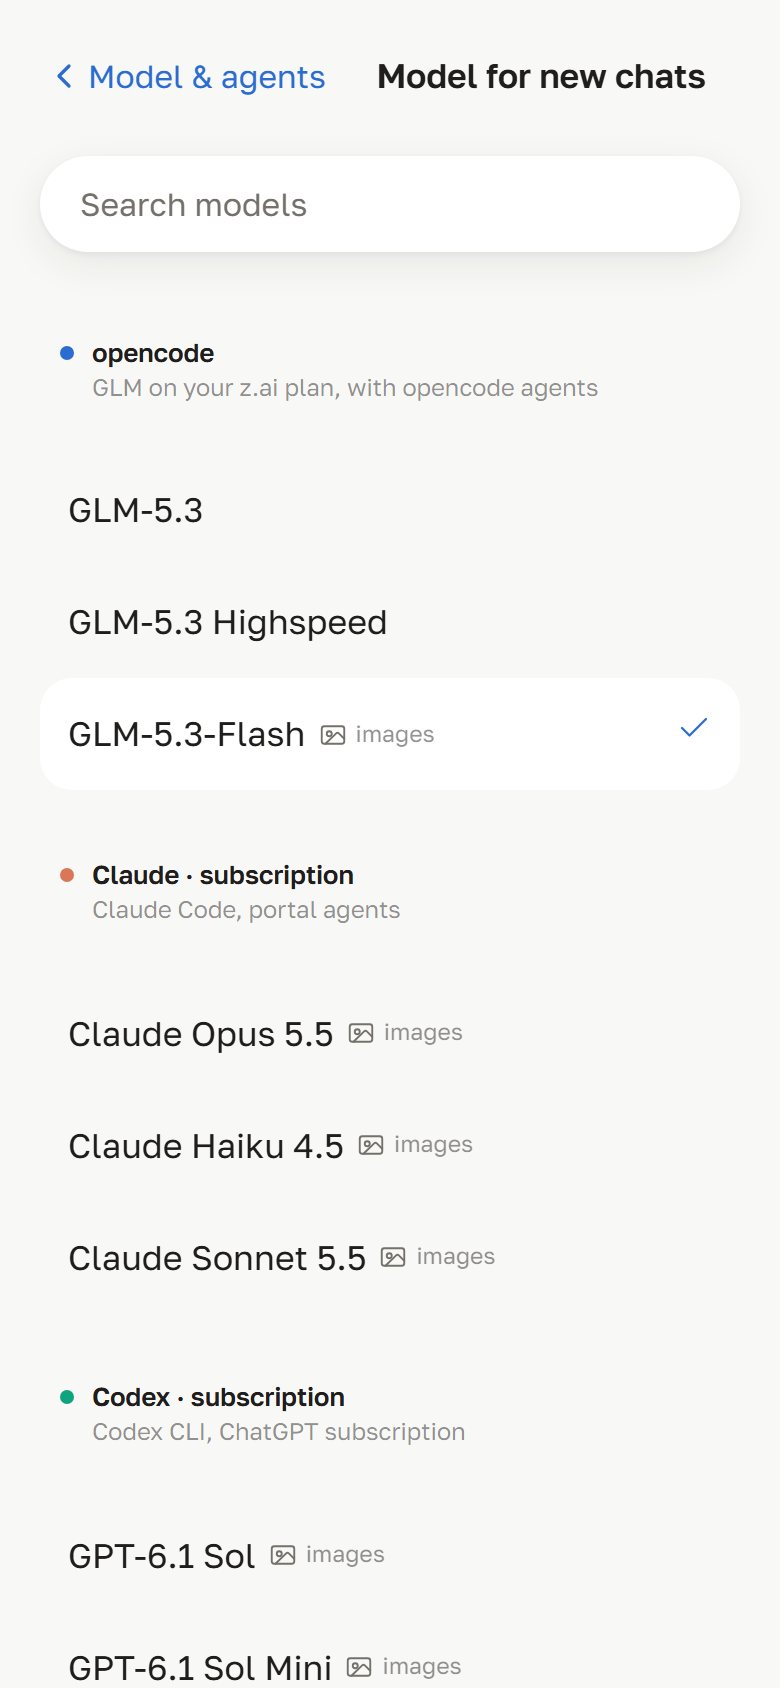 Model & agents
Model for new chats
Search models
opencode
GLM on your z.ai plan, with opencode agents
GLM-5.3
GLM-5.3 Highspeed
GLM-5.3-Flash images
Claude · subscription
Claude Code, portal agents
Claude Opus 5.5 images
Claude Haiku 4.5 images
Claude Sonnet 5.5 images
Codex · subscription
Codex CLI, ChatGPT subscription
GPT-6.1 Sol images
GPT-6.1 Sol Mini images